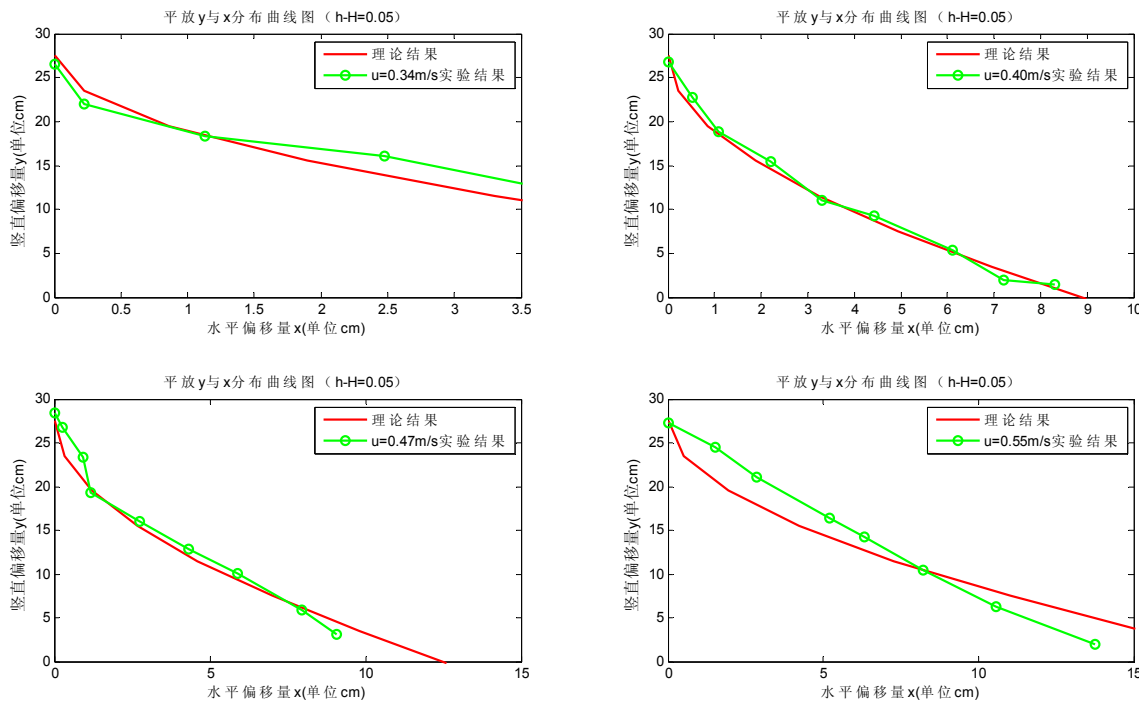 平放y与x分布曲线图（h-H=0.05）
30
25
20
15
10
5
0
竖直偏移量y(单位cm)
理论结果
u=0.34m/s实验结果
0 0.5 1 1.5 2 2.5 3 3.5
水平偏移量x(单位cm)
平放y与x分布曲线图（h-H=0.05）
30
25
20
15
10
5
0
竖直偏移量y(单位cm)
理论结果
u=0.40m/s实验结果
0 1 2 3 4 5 6 7 8 9 10
水平偏移量x(单位cm)
平放y与x分布曲线图（h-H=0.05）
30
25
20
15
10
5
0
竖直偏移量y(单位cm)
理论结果
u=0.47m/s实验结果
0 5 10 15
水平偏移量x(单位cm)
平放y与x分布曲线图（h-H=0.05）
30
25
20
15
10
5
0
竖直偏移量y(单位cm)
理论结果
u=0.55m/s实验结果
0 5 10 15
水平偏移量x(单位cm)